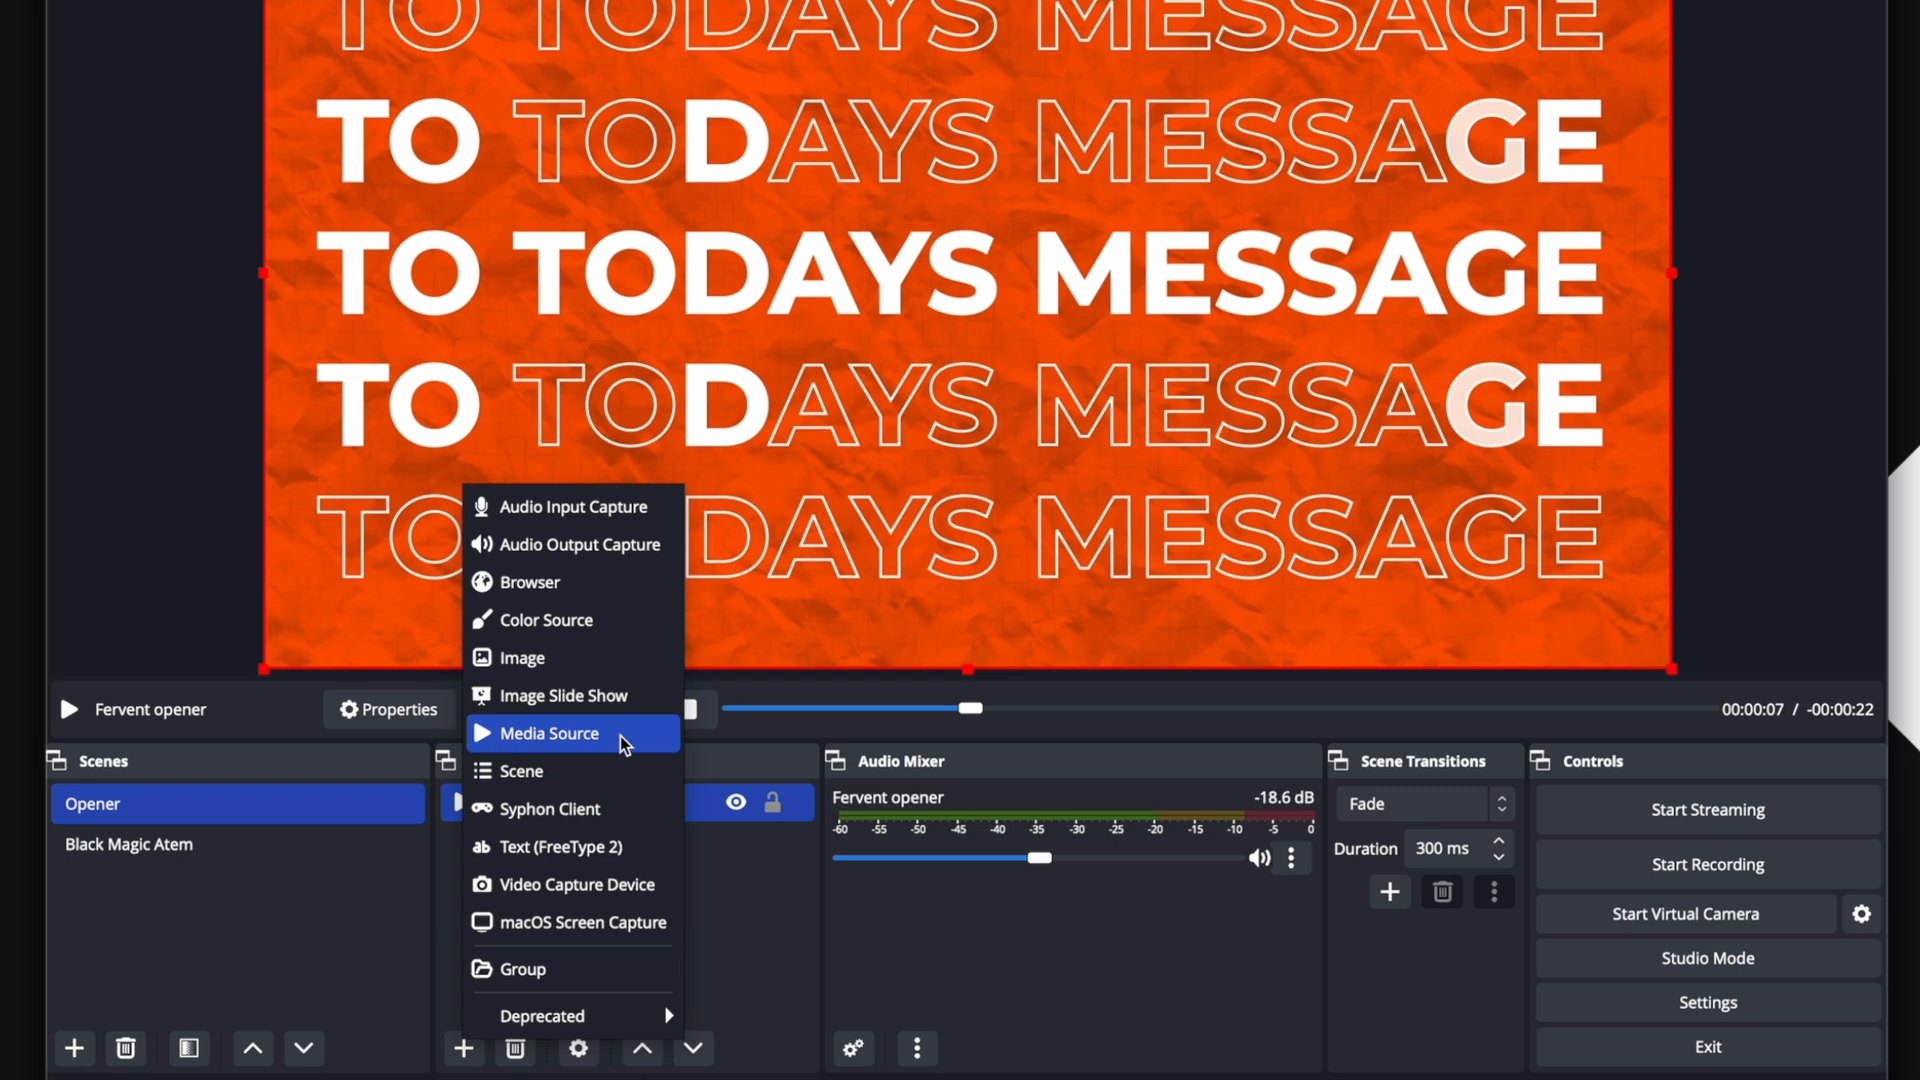 TO TODAYS MESSAGE
TO TODAYS MESSAGE
TO TODAYS MESSAGE
TO TODAYS MESSAGE
TO DAYS MESSAGE
Audio Input Capture
Audio Output Capture
Browser
Color Source
Image
Image Slide Show
Media Source
Scene
Syphon Client
ab Text (FreeType 2)
Video Capture Device
macOS Screen Capture
Group
Deprecated
Fervent opener
Properties
00:00:07 / -00:00:22
Scenes
Opener
Black Magic Atem
Audio Mixer
Fervent opener -18.6 dB
-60 -55 -50 -45 -40 -35 -30 -25 -20 -15 -10 -5 0
Scene Transitions
Fade
Duration 300 ms
Controls
Start Streaming
Start Recording
Start Virtual Camera
Studio Mode
Settings
Exit